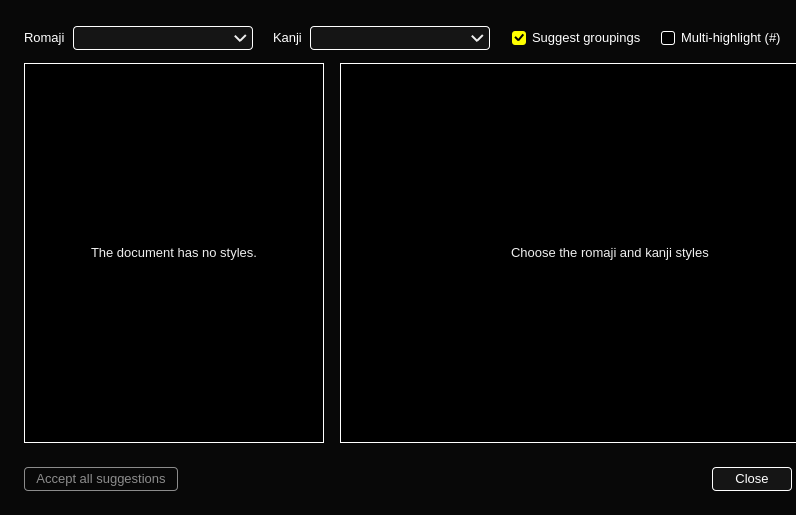 Romaji
Kanji
Suggest groupings
Multi-highlight (#)
The document has no styles.
Choose the romaji and kanji styles
Accept all suggestions
Close